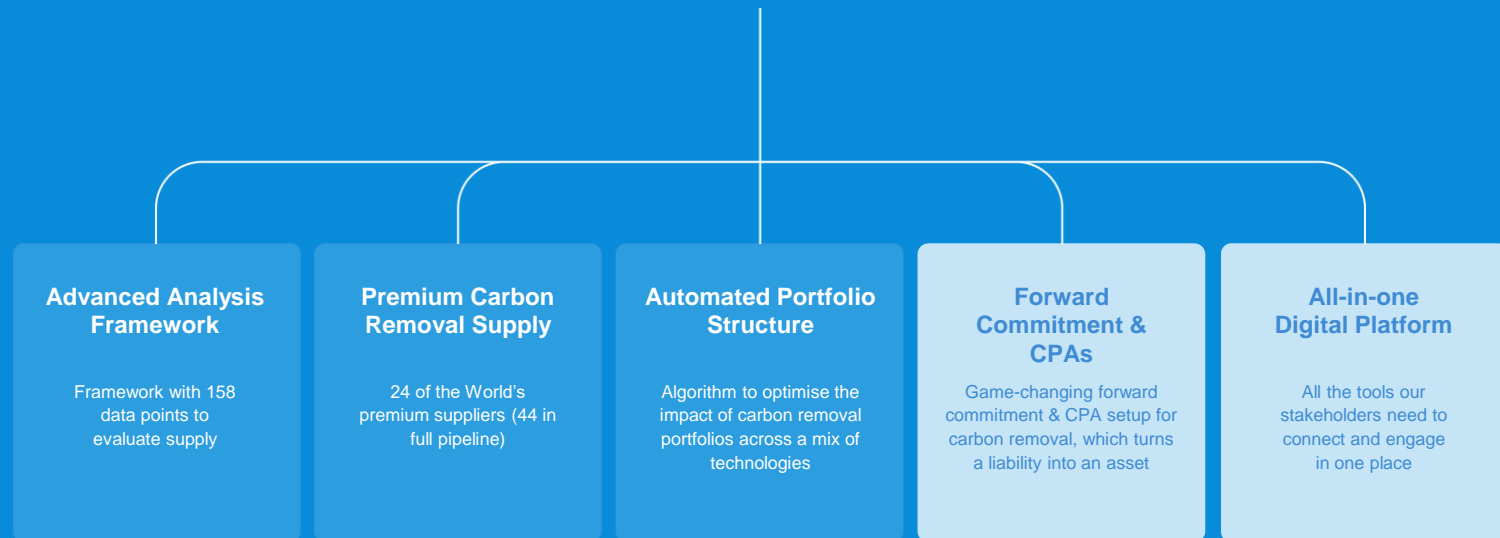 Advanced Analysis
Framework
Framework with 158
data points to
evaluate supply
Premium Carbon
Removal Supply
24 of the World's
premium suppliers (44 in
full pipeline)
Automated Portfolio
Structure
Algorithm to optimise the
impact of carbon removal
portfolios across a mix of
technologies
Forward
Commitment &
CPAs
Game-changing forward
commitment & CPA setup for
carbon removal, which turns
a liability into an asset
All-in-one
Digital Platform
All the tools our
stakeholders need to
connect and engage
in one place